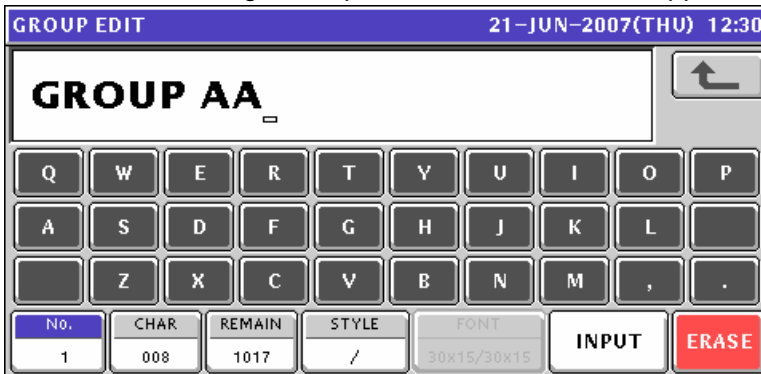 GROUP EDIT 21-JUN-2007(THU) 12:30
GROUP AA_
Q W E R T Y U I O P
A S D F G H J K L
Z X C V B N M , .
No. CHAR REMAIN STYLE FONT INPUT ERASE
1 008 1017 / 30x15/30x15